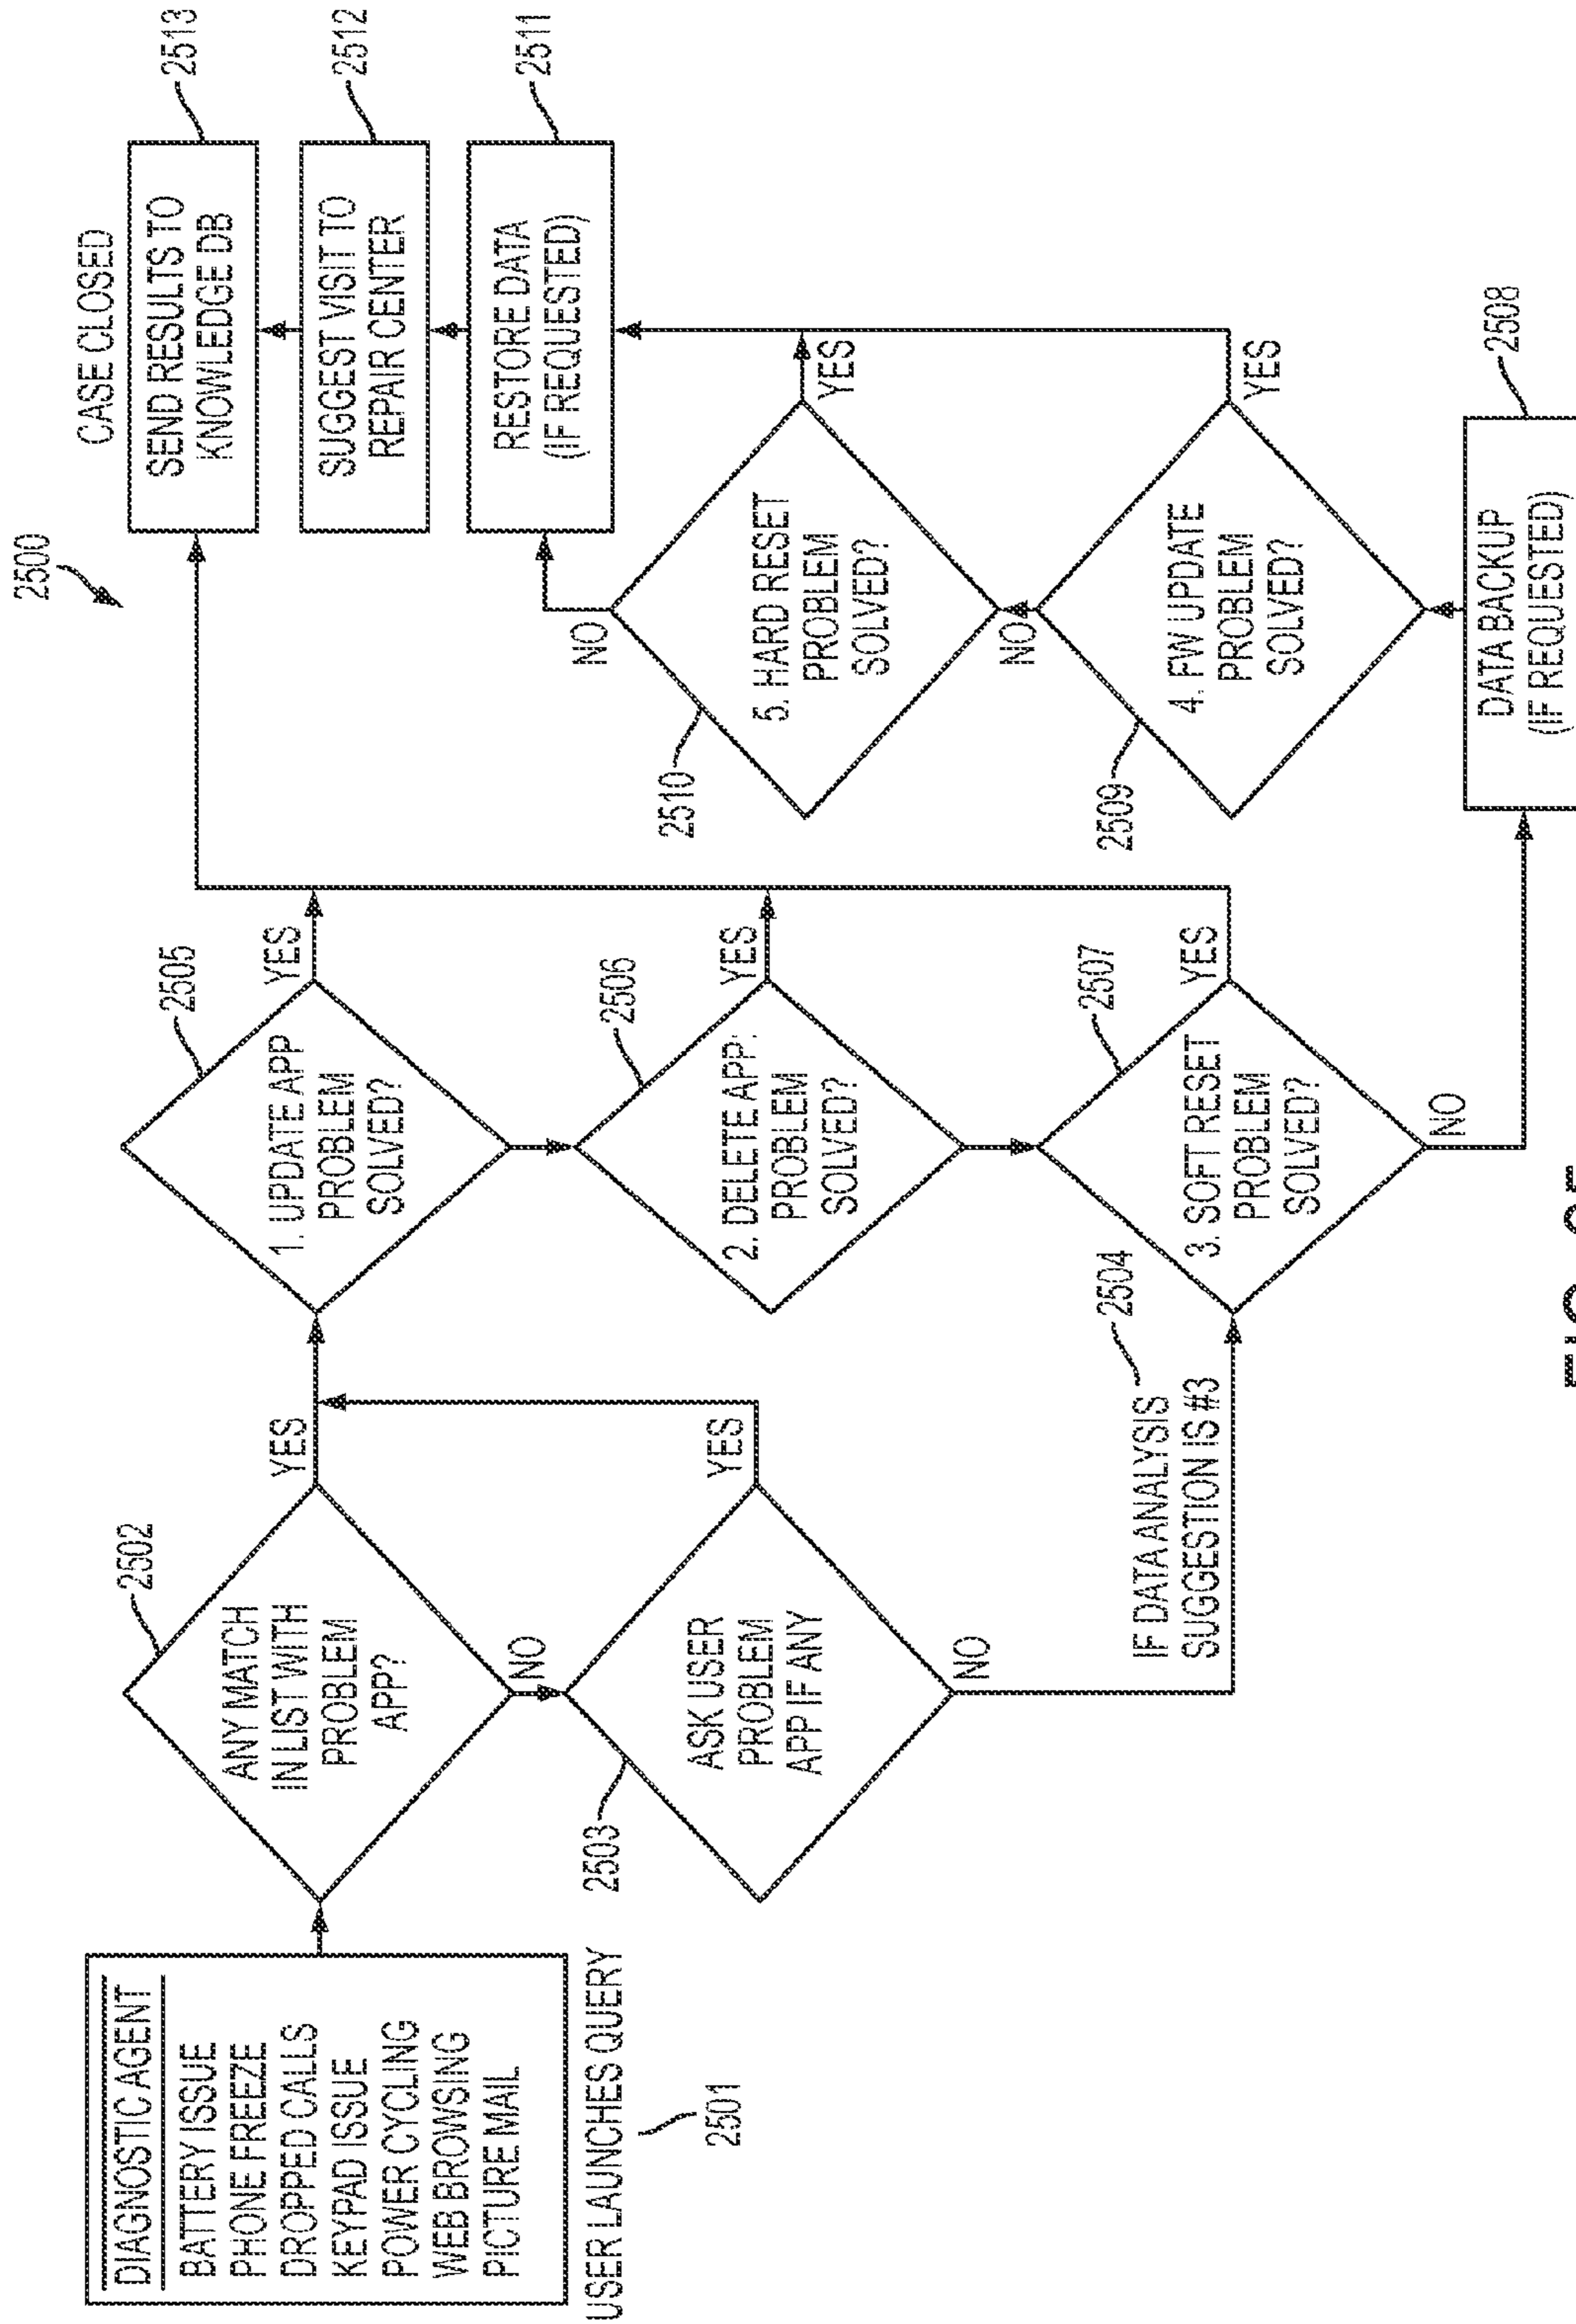 2500
DIAGNOSTIC AGENT
BATTERY ISSUE
PHONE FREEZE
DROPPED CALLS
KEYPAD ISSUE
POWER CYCLING
WEB BROWSING
PICTURE MAIL
USER LAUNCHES QUERY
2501
2502
ANY MATCH
IN LIST WITH
PROBLEM
APP?
YES
NO
2503
ASK USER
PROBLEM
APP IF ANY
YES
NO
IF DATA ANALYSIS
SUGGESTION IS #3
2504
2505
1. UPDATE APP
PROBLEM
SOLVED?
YES
2506
2. DELETE APP:
PROBLEM
SOLVED?
YES
2507
3. SOFT RESET
PROBLEM
SOLVED?
YES
NO
2508
DATA BACKUP
(IF REQUESTED)
2509
4. FW UPDATE
PROBLEM
SOLVED?
YES
NO
2510
5. HARD RESET
PROBLEM
SOLVED?
YES
NO
RESTORE DATA
(IF REQUESTED)
2511
SUGGEST VISIT TO
REPAIR CENTER
2512
CASE CLOSED
SEND RESULTS TO
KNOWLEDGE DB
2513